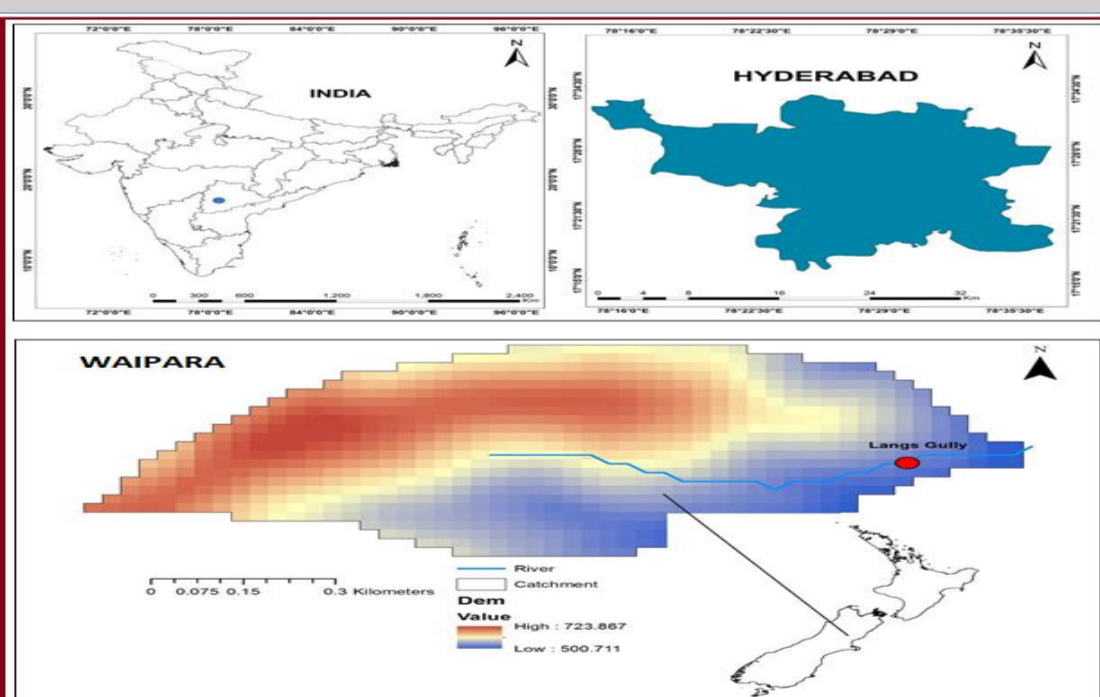 72°0'0"E 78°0'0"E 84°0'0"E 90°0'0"E 96°0'0"E
N
INDIA
0 300 600 1,200 1,800 2,400
Km
72°0'0"E 78°0'0"E 84°0'0"E 90°0'0"E 96°0'0"E
78°16'0"E 78°22'30"E 78°29'0"E 78°35'30"E
N
HYDERABAD
0 2 4 8 16 24 32
Km
78°16'0"E 78°22'30"E 78°29'0"E 78°35'30"E
WAIPARA
N
Langs Gully
0 0.075 0.15 0.3 Kilometers
River
Catchment
Dem
Value
High : 723.867
Low : 500.711